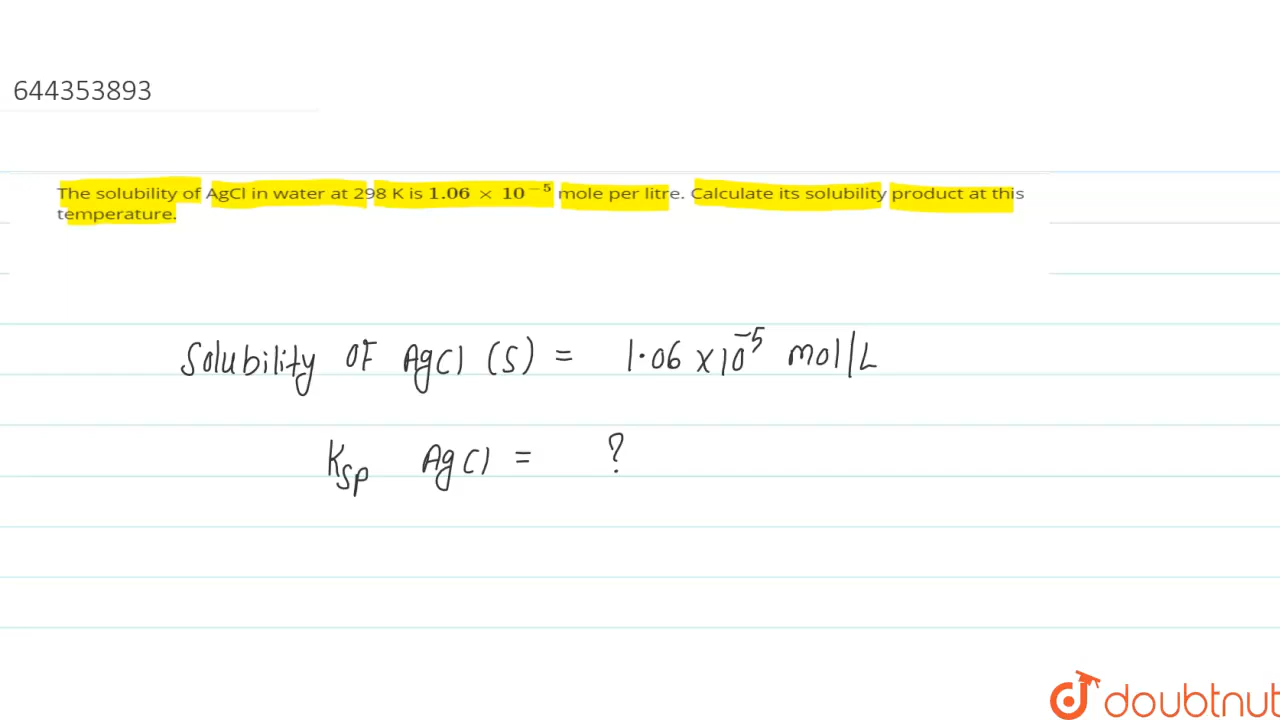 644353893
The solubility of AgCl in water at 298 K is 1.06 × 10⁻⁵ mole per litre. Calculate its solubility product at this
temperature.
Solubility OF AgCl (S) = 1.06 × 10⁻⁵ mol/L
Ksp AgCl = ?
doubtnut